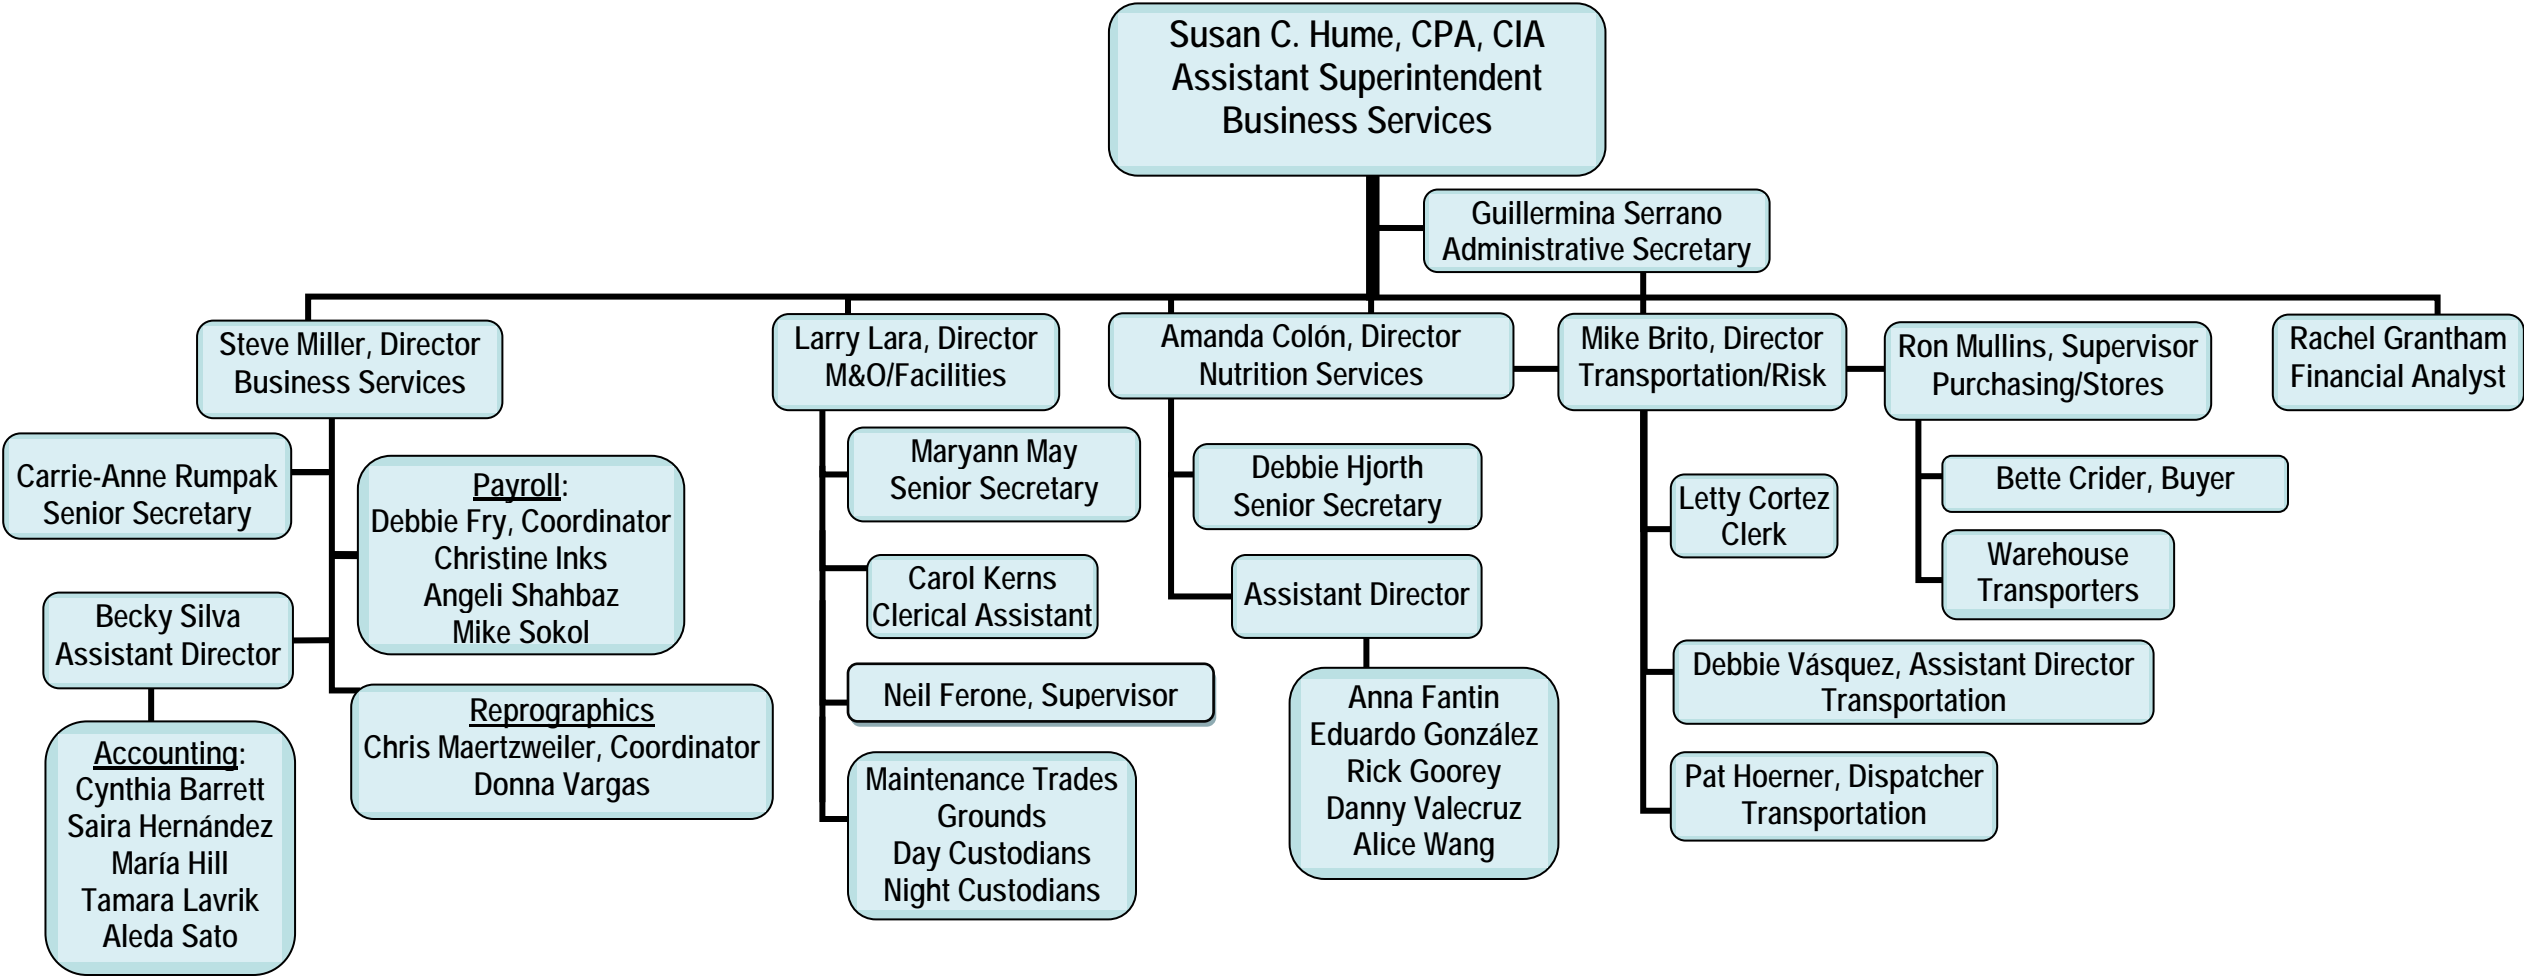 Susan C. Hume, CPA, CIA
Assistant Superintendent
Business Services
Guillermina Serrano
Administrative Secretary
Steve Miller, Director
Business Services
Larry Lara, Director
M&O/Facilities
Amanda Colón, Director
Nutrition Services
Mike Brito, Director
Transportation/Risk
Ron Mullins, Supervisor
Purchasing/Stores
Rachel Grantham
Financial Analyst
Carrie-Anne Rumpak
Senior Secretary
Payroll:
Debbie Fry, Coordinator
Christine Inks
Angeli Shahbaz
Mike Sokol
Becky Silva
Assistant Director
Reprographics
Chris Maertzweiler, Coordinator
Donna Vargas
Accounting:
Cynthia Barrett
Saira Hernández
María Hill
Tamara Lavrik
Aleda Sato
Maryann May
Senior Secretary
Carol Kerns
Clerical Assistant
Neil Ferone, Supervisor
Maintenance Trades
Grounds
Day Custodians
Night Custodians
Debbie Hjorth
Senior Secretary
Assistant Director
Anna Fantin
Eduardo González
Rick Goorey
Danny Valecruz
Alice Wang
Letty Cortez
Clerk
Debbie Vásquez, Assistant Director
Transportation
Pat Hoerner, Dispatcher
Transportation
Bette Crider, Buyer
Warehouse
Transporters